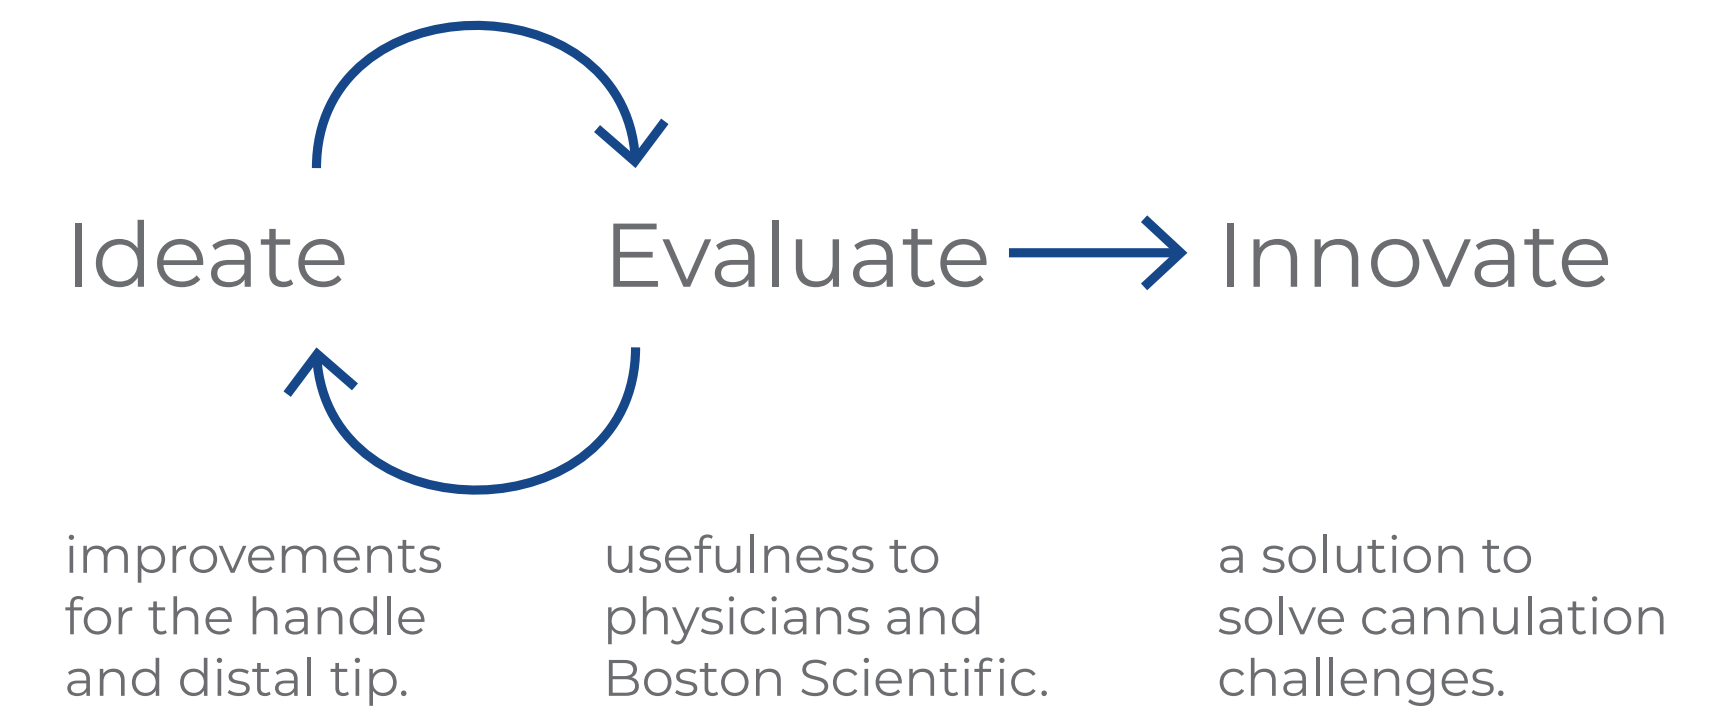 Ideate
Evaluate
Innovate
improvements
for the handle
and distal tip.
usefulness to
physicians and
Boston Scientific.
a solution to
solve cannulation
challenges.